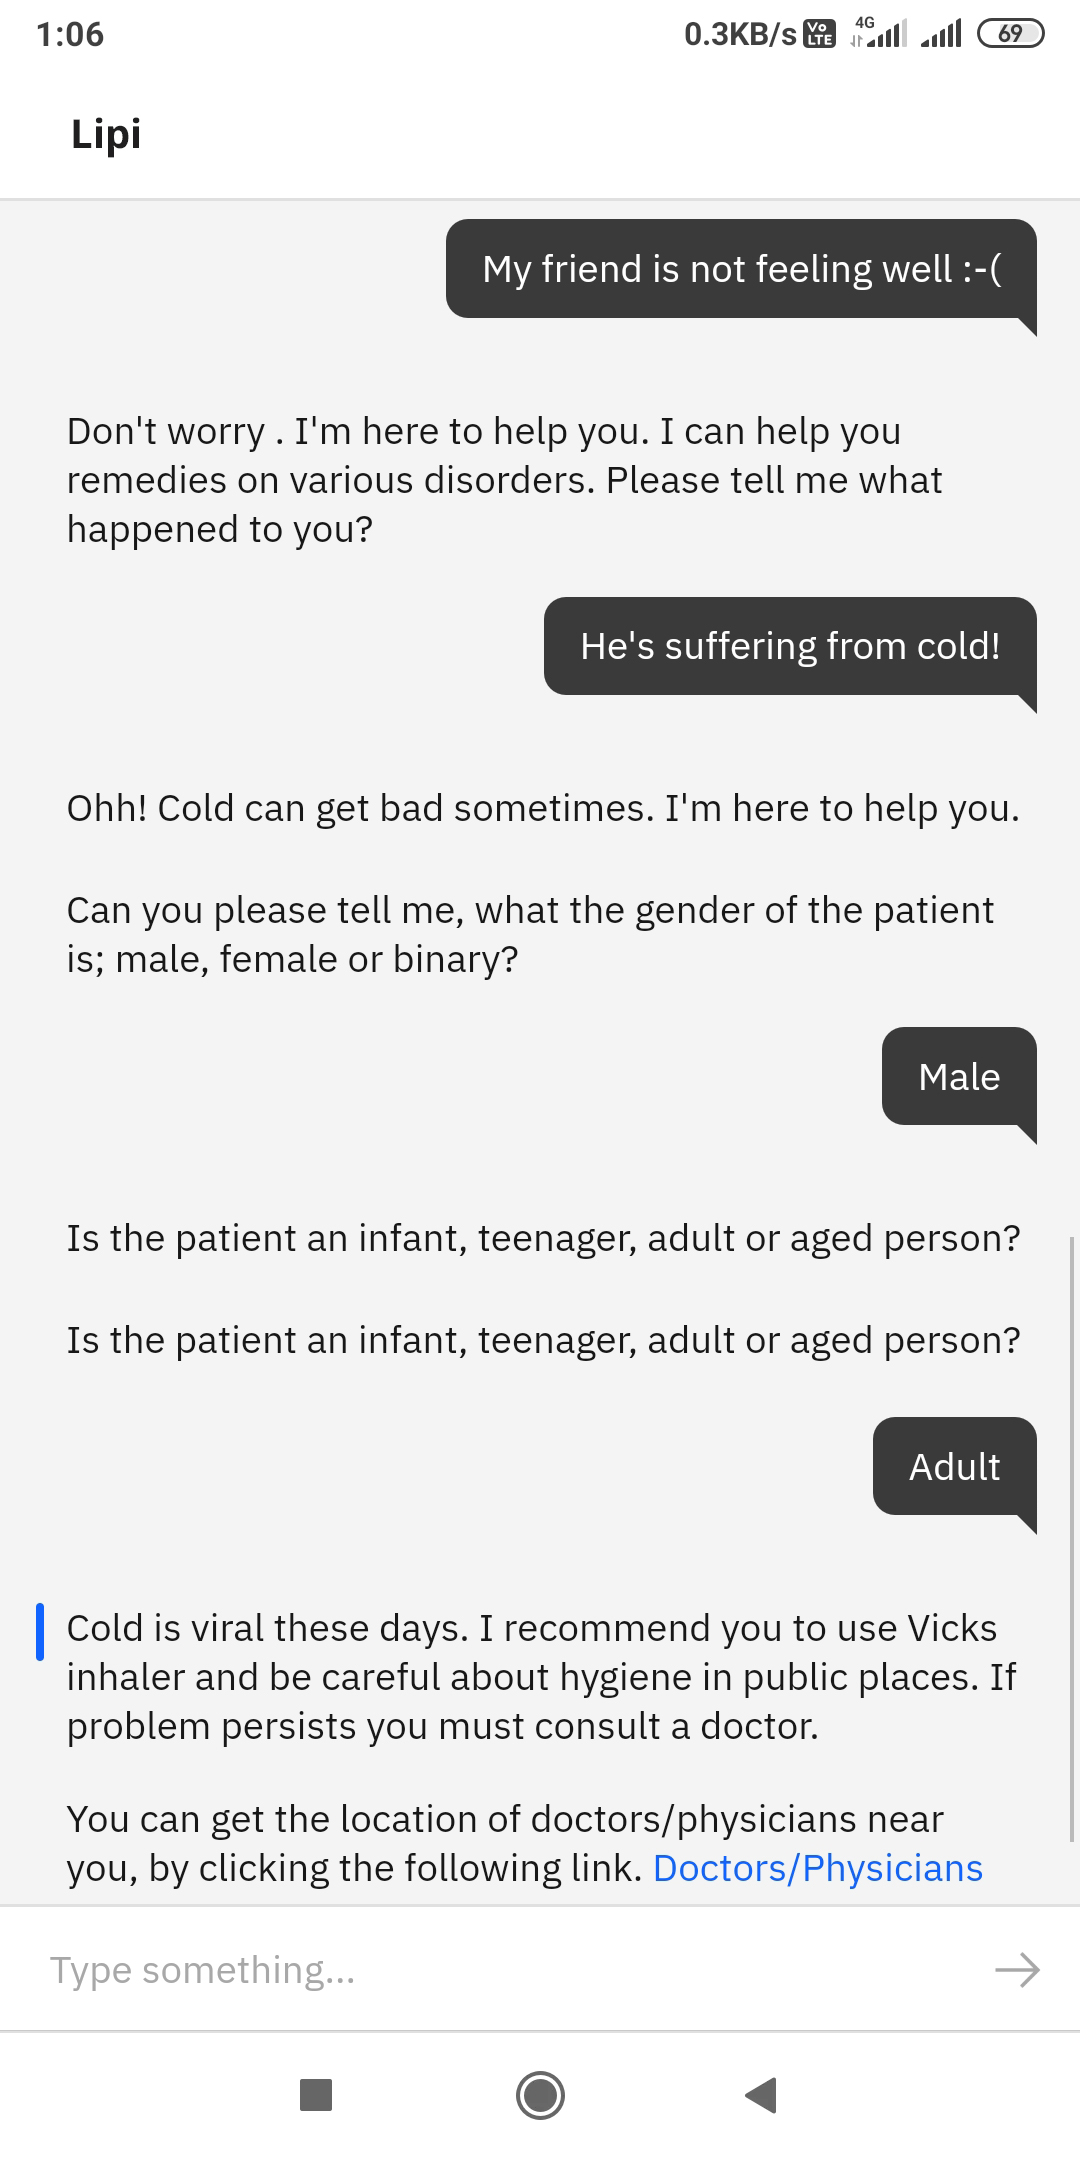 1:06
0.3KB/s Vo LTE 4G 69
Lipi
My friend is not feeling well :-(
Don't worry . I'm here to help you. I can help you
remedies on various disorders. Please tell me what
happened to you?
He's suffering from cold!
Ohh! Cold can get bad sometimes. I'm here to help you.
Can you please tell me, what the gender of the patient
is; male, female or binary?
Male
Is the patient an infant, teenager, adult or aged person?
Is the patient an infant, teenager, adult or aged person?
Adult
Cold is viral these days. I recommend you to use Vicks
inhaler and be careful about hygiene in public places. If
problem persists you must consult a doctor.
You can get the location of doctors/physicians near
you, by clicking the following link. Doctors/Physicians
Type something...